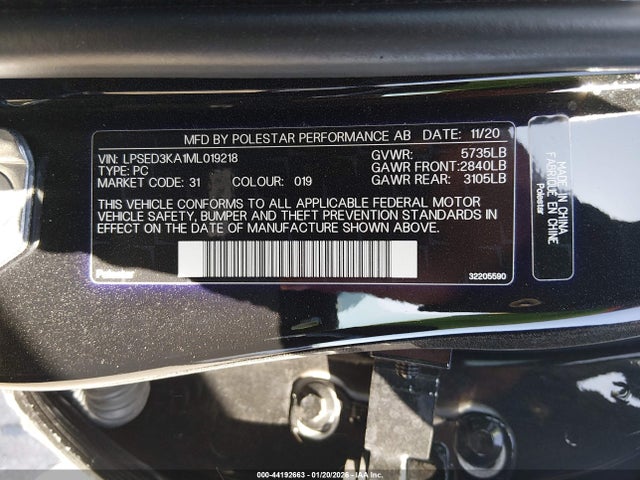 MFD BY POLESTAR PERFORMANCE AB DATE: 11/20
VIN: LPSED3KA1ML019218 GVWR: 5735LB
TYPE: PC GAWR FRONT:2840LB
MARKET CODE: 31 COLOUR: 019 GAWR REAR: 3105LB
THIS VEHICLE CONFORMS TO ALL APPLICABLE FEDERAL MOTOR
VEHICLE SAFETY, BUMPER AND THEFT PREVENTION STANDARDS IN
EFFECT ON THE DATE OF MANUFACTURE SHOWN ABOVE.
Polestar 32205590
MADE IN CHINA
FABRIQUÉ EN CHINE
Polestar
000-44192663 - 01/20/2026 - IAA Inc.